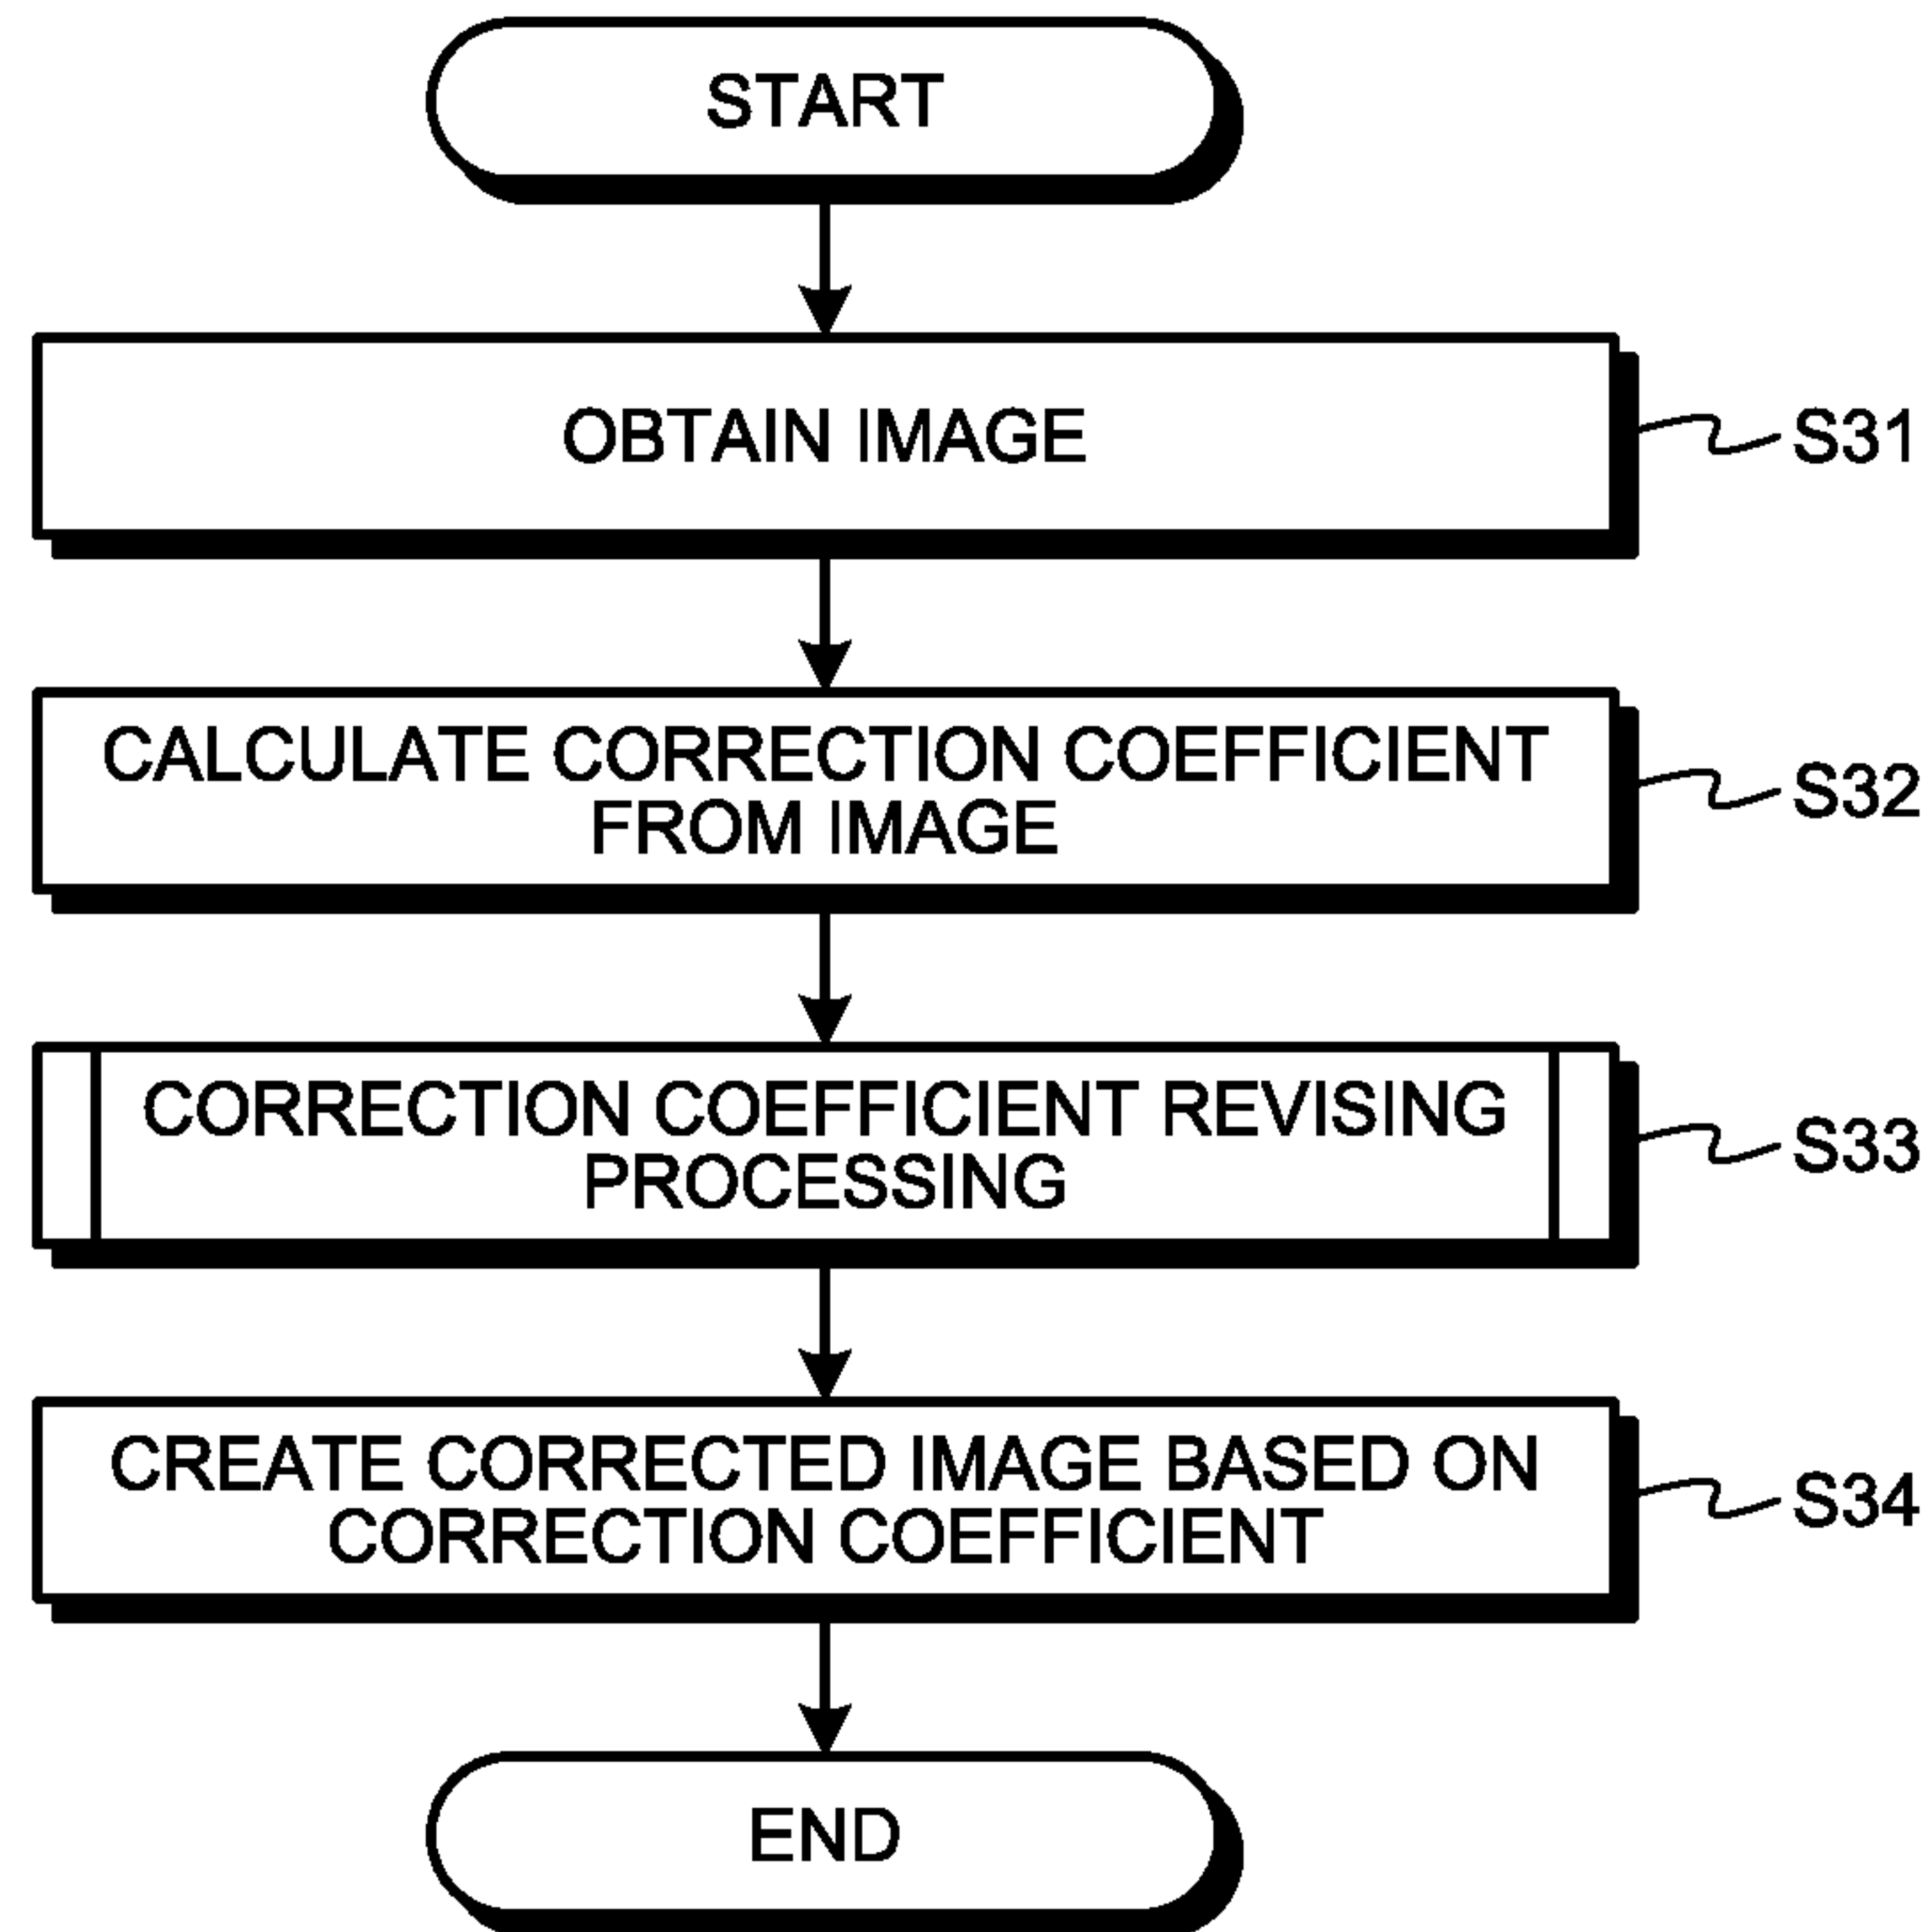 START
OBTAIN IMAGE
S31
CALCULATE CORRECTION COEFFICIENT
FROM IMAGE
S32
CORRECTION COEFFICIENT REVISING
PROCESSING
S33
CREATE CORRECTED IMAGE BASED ON
CORRECTION COEFFICIENT
S34
END